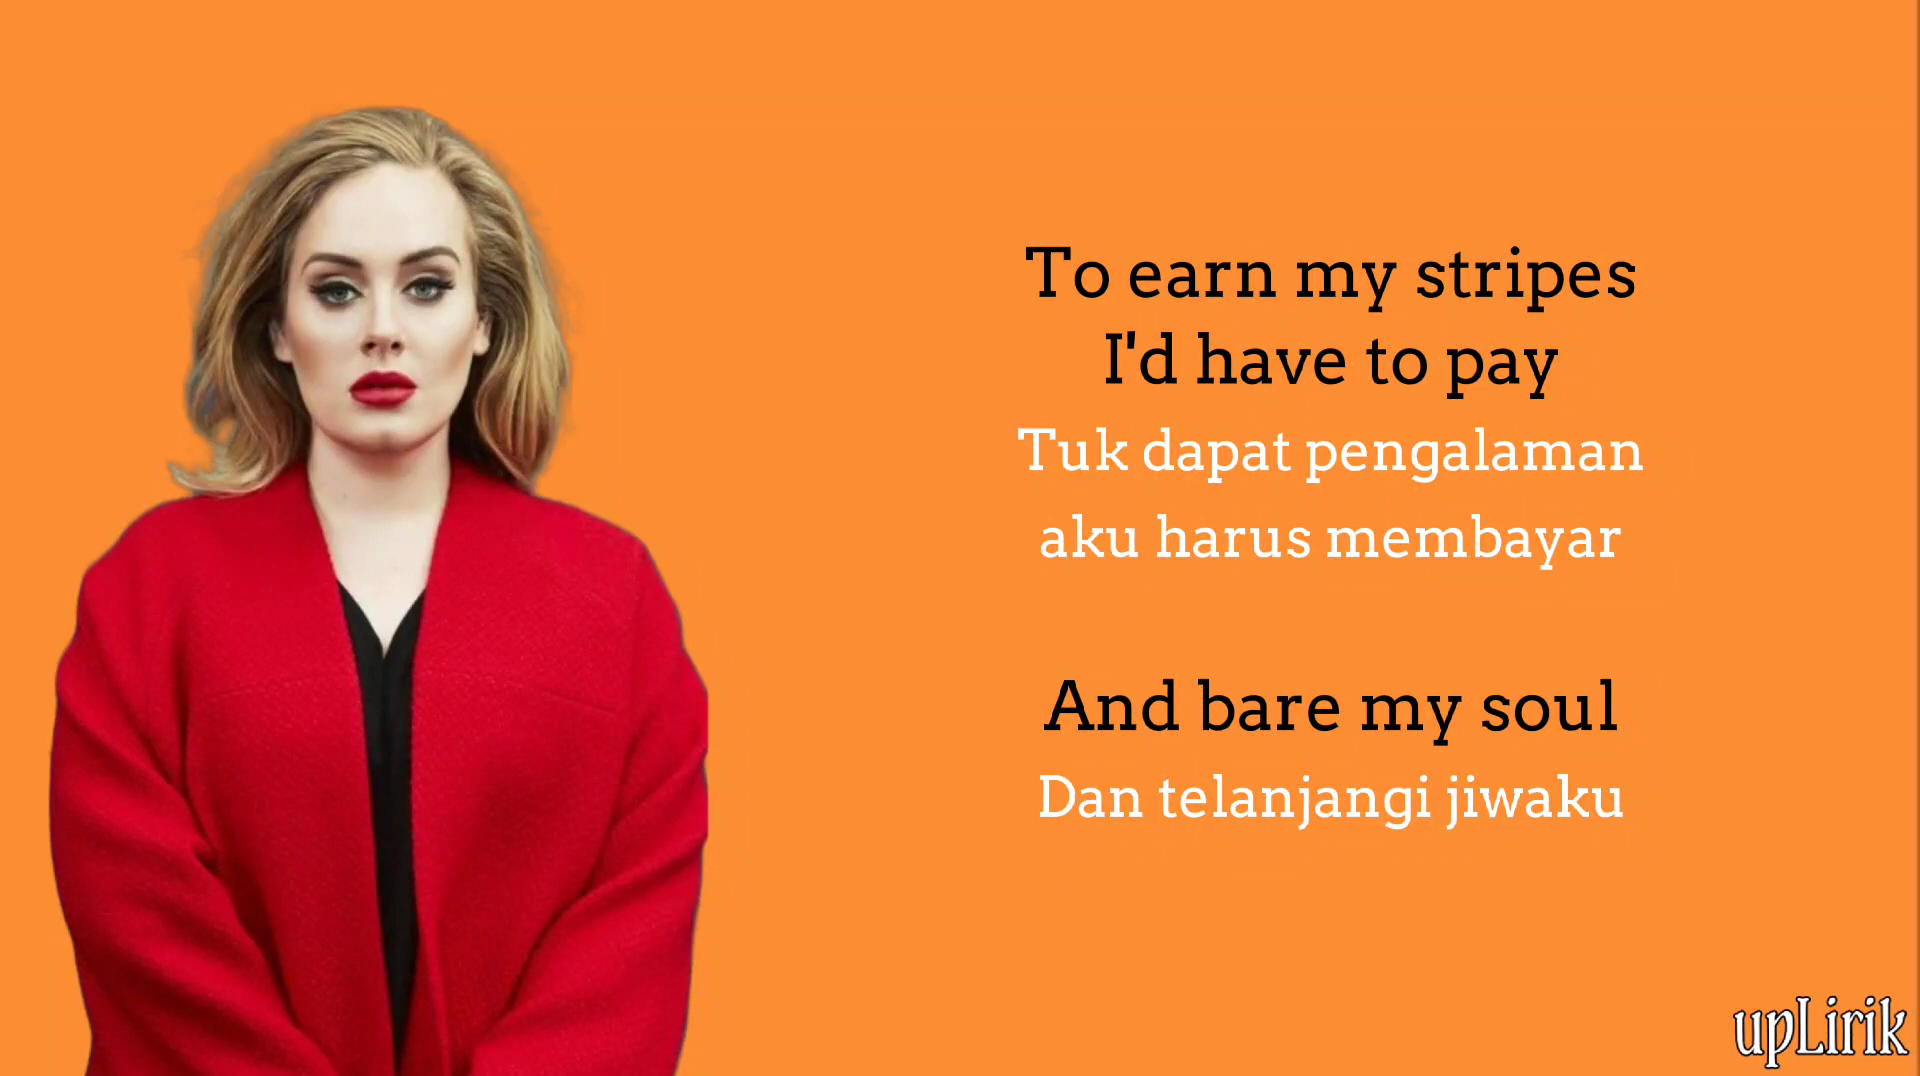 To earn my stripes
I'd have to pay
Tuk dapat pengalaman
aku harus membayar
And bare my soul
Dan telanjangi jiwaku
upLirik